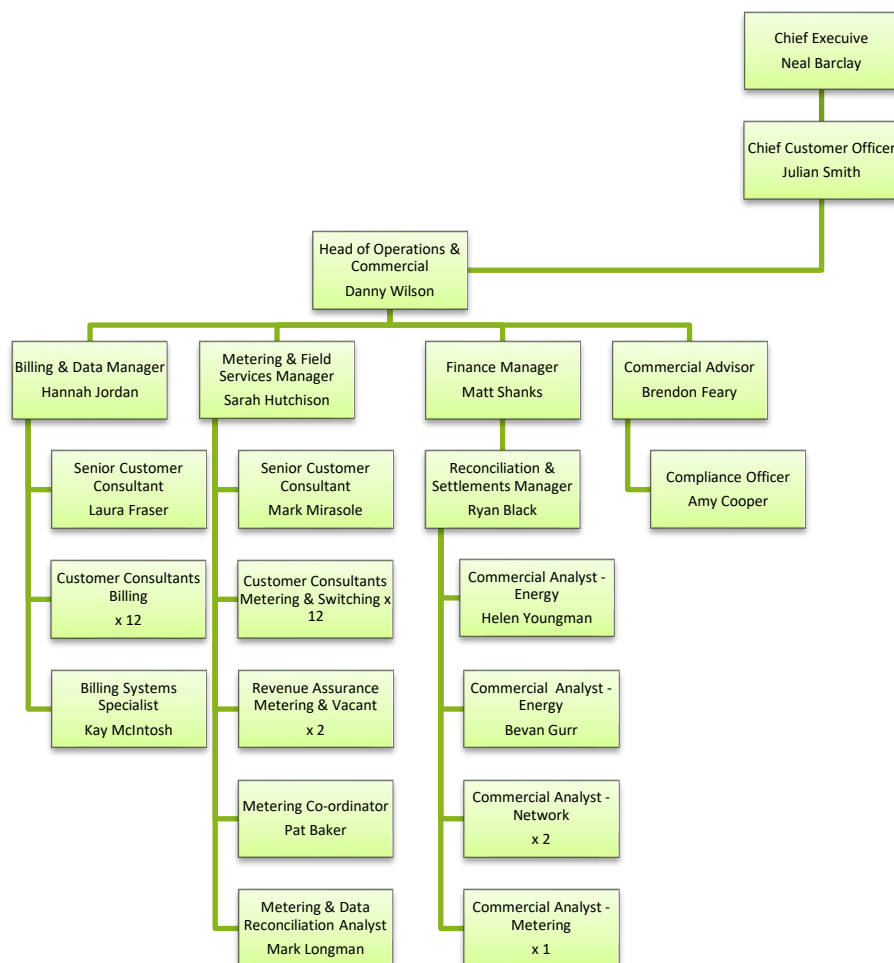 Chief Execuive
Neal Barclay
Chief Customer Officer
Julian Smith
Head of Operations &
Commercial
Danny Wilson
Billing & Data Manager
Hannah Jordan
Metering & Field
Services Manager
Sarah Hutchison
Finance Manager
Matt Shanks
Commercial Advisor
Brendon Feary
Senior Customer
Consultant
Laura Fraser
Senior Customer
Consultant
Mark Mirasole
Reconciliation &
Settlements Manager
Ryan Black
Compliance Officer
Amy Cooper
Customer Consultants
Billing
x 12
Customer Consultants
Metering & Switching x
12
Commercial Analyst -
Energy
Helen Youngman
Billing Systems
Specialist
Kay McIntosh
Revenue Assurance
Metering & Vacant
x 2
Commercial Analyst -
Energy
Bevan Gurr
Metering Co-ordinator
Pat Baker
Commercial Analyst -
Network
x 2
Metering & Data
Reconciliation Analyst
Mark Longman
Commercial Analyst -
Metering
x 1